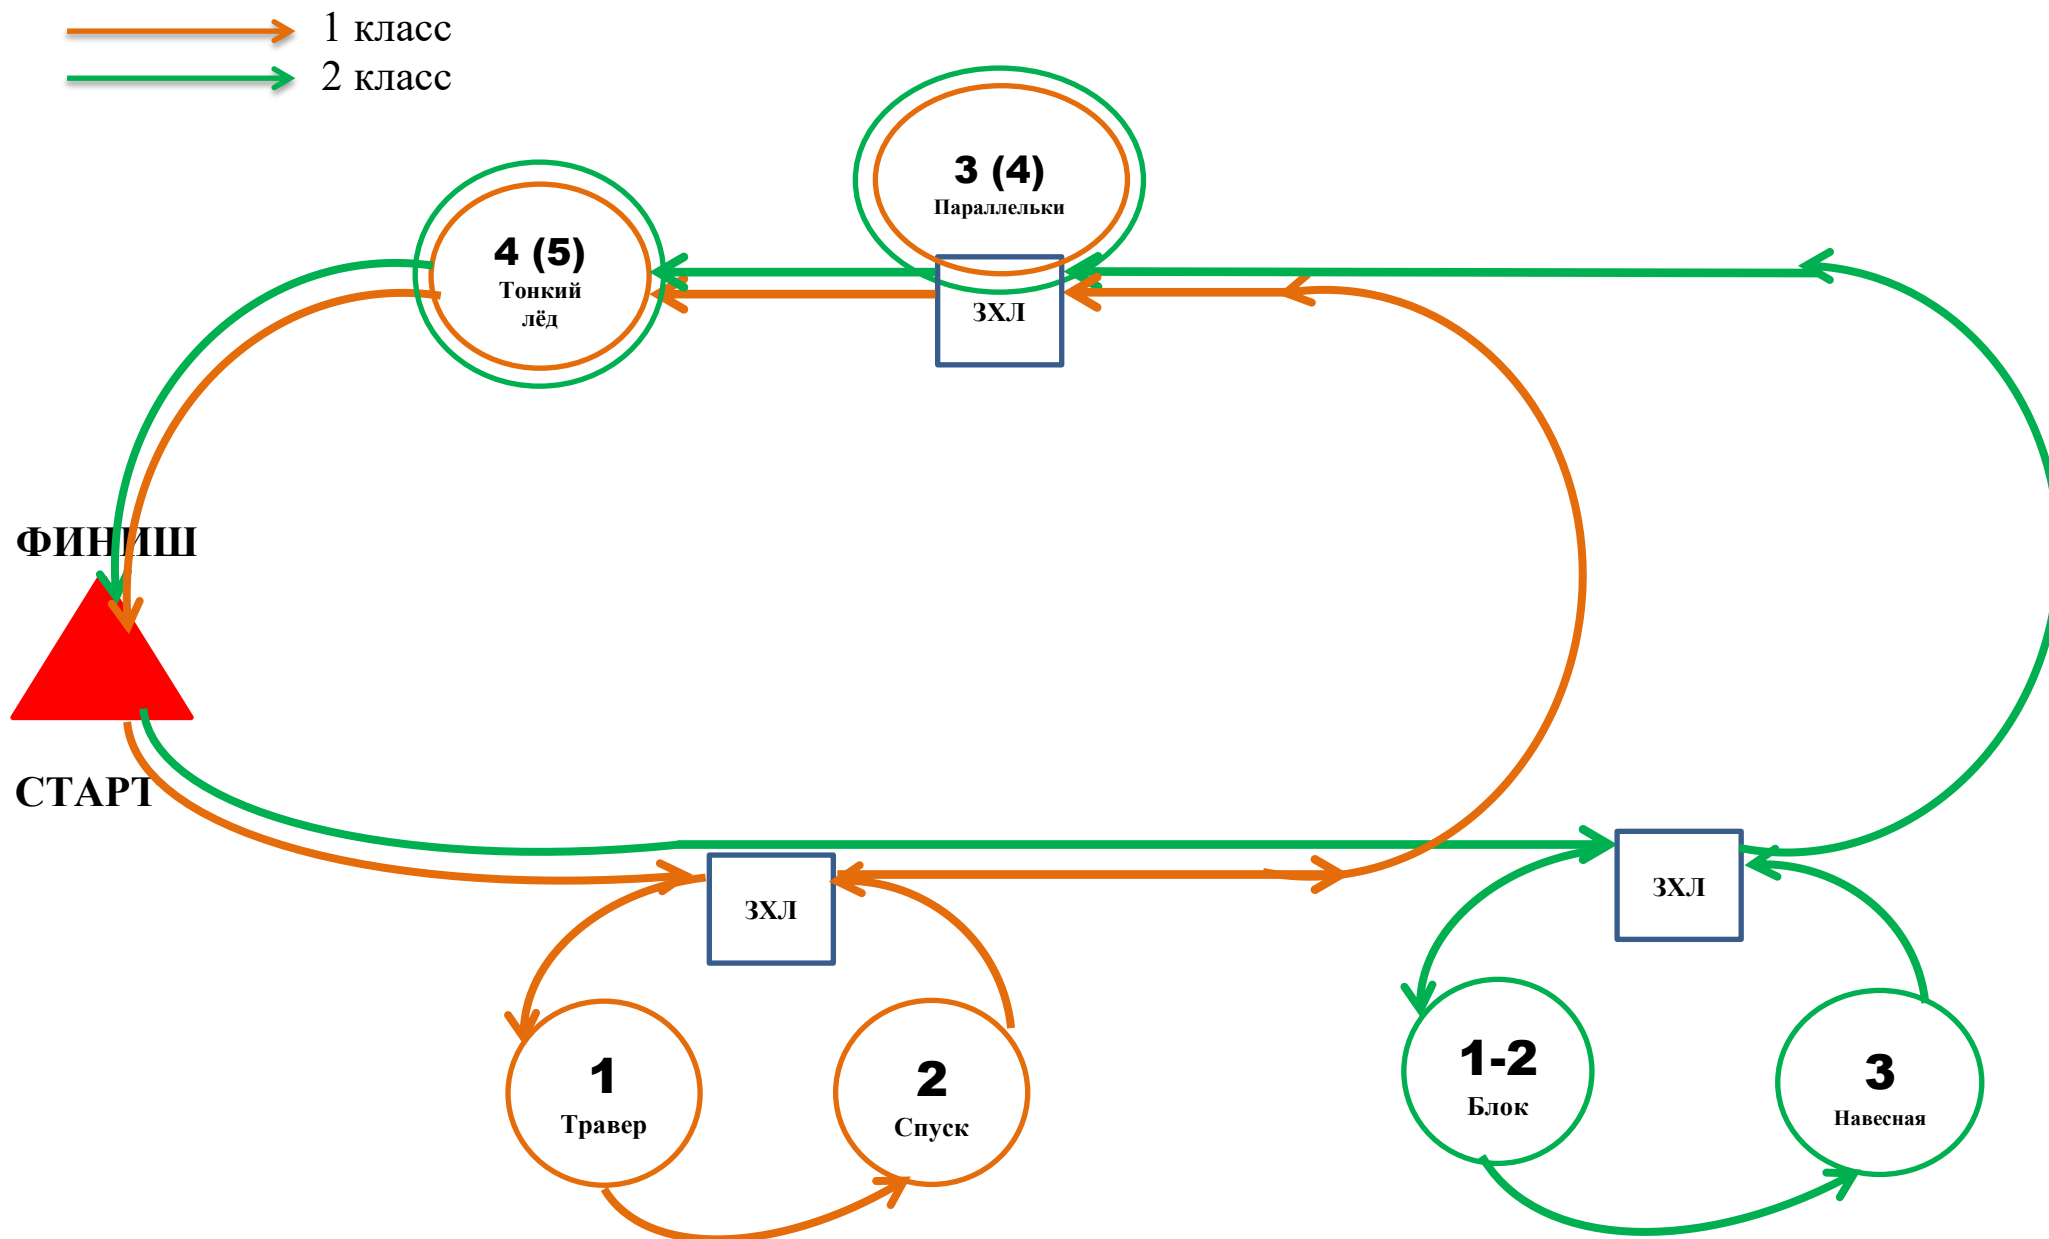 1 класс
2 класс
3 (4)
Параллельки
4 (5)
Тонкий
лёд
ЗХЛ
ФИНИШ
СТАРТ
ЗХЛ
ЗХЛ
1
Травер
2
Спуск
1-2
Блок
3
Навесная